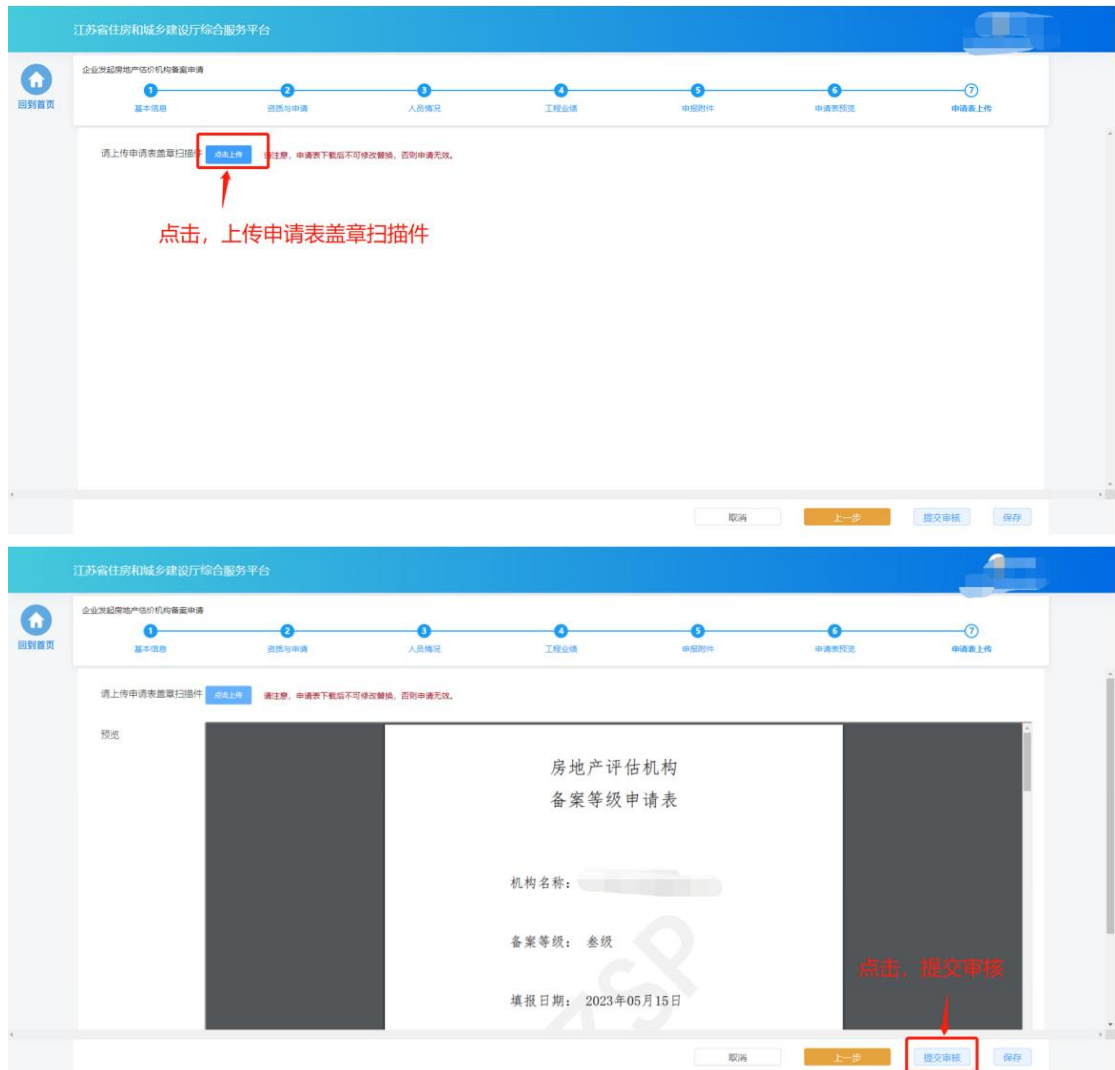 江苏省住房和城乡建设厅综合服务平台
回到首页
企业发起房地产估价机构备案申请
1 2 3 4 5 6 7
基本信息 资质与申请 人员情况 工程业绩 申报附件 申请表预览 申请表上传
请上传申请表盖章扫描件 点击上传 请注意，申请表下载后不可修改替换，否则申请无效。
点击，上传申请表盖章扫描件
取消 上一步 提交审核 保存
江苏省住房和城乡建设厅综合服务平台
回到首页
企业发起房地产估价机构备案申请
1 2 3 4 5 6 7
基本信息 资质与申请 人员情况 工程业绩 申报附件 申请表预览 申请表上传
请上传申请表盖章扫描件 点击上传 请注意，申请表下载后不可修改替换，否则申请无效。
预览
房地产评估机构
备案等级申请表
机构名称：
备案等级： 叁级
点击，提交审核
填报日期： 2023年05月15日
取消 上一步 提交审核 保存